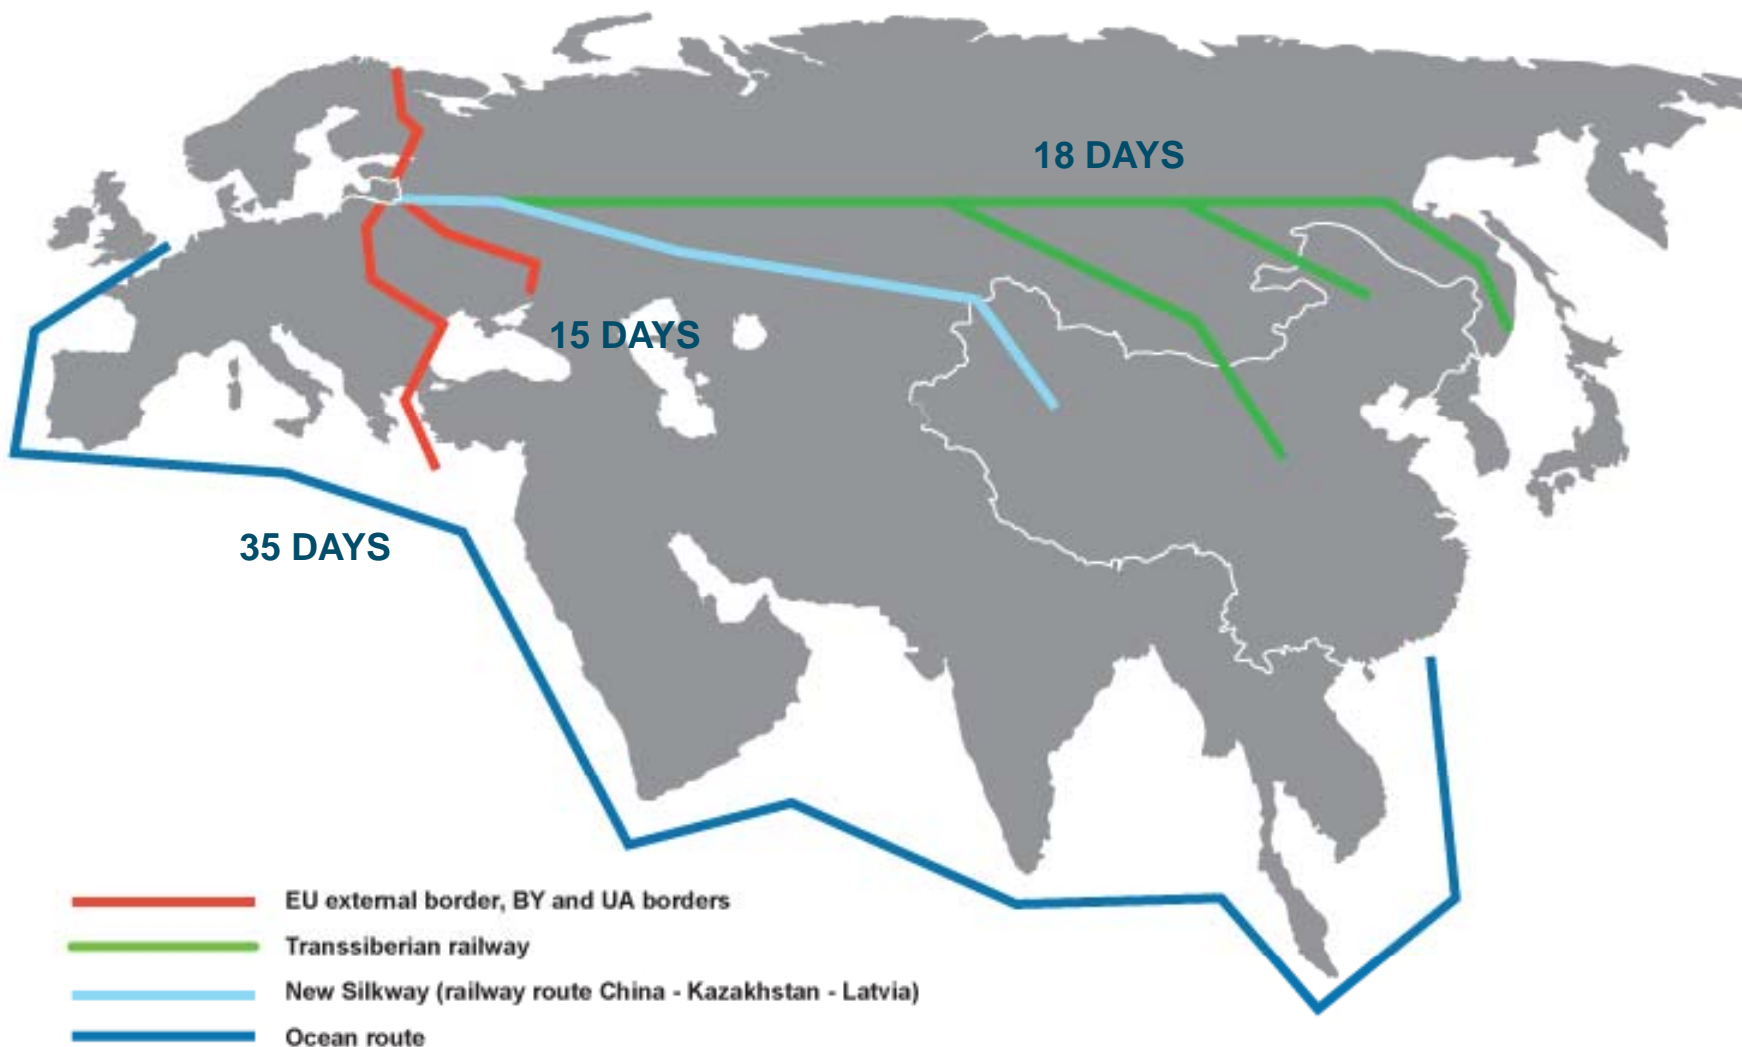 18 DAYS
15 DAYS
35 DAYS
EU external border, BY and UA borders
Transsiberian railway
New Silkway (railway route China - Kazakhstan - Latvia)
Ocean route